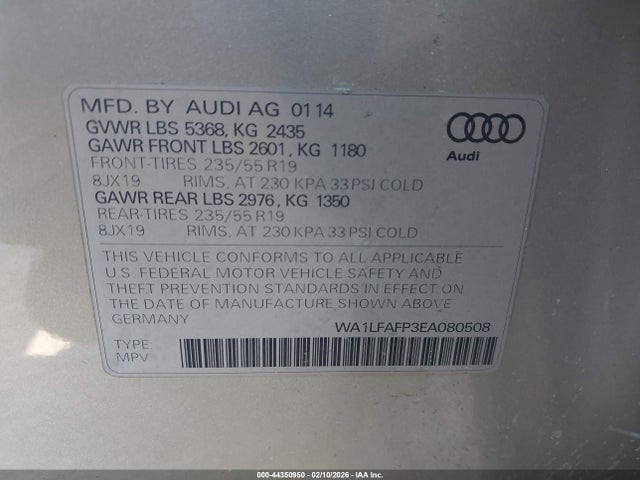 MFD. BY AUDI AG 01 14
GVWR LBS 5368, KG 2435
GAWR FRONT LBS 2601, KG 1180
FRONT-TIRES 235/55 R19
8JX19 RIMS, AT 230 KPA 33 PSI COLD
GAWR REAR LBS 2976, KG 1350
REAR-TIRES 235/55 R19
8JX19 RIMS, AT 230 KPA 33 PSI COLD
Audi
THIS VEHICLE CONFORMS TO ALL APPLICABLE
U.S. FEDERAL MOTOR VEHICLE SAFETY AND
THEFT PREVENTION STANDARDS IN EFFECT ON
THE DATE OF MANUFACTURE SHOWN ABOVE
GERMANY
WA1LFAFP3EA080508
TYPE
MPV
000-44350950 - 02/10/2026 - IAA Inc.